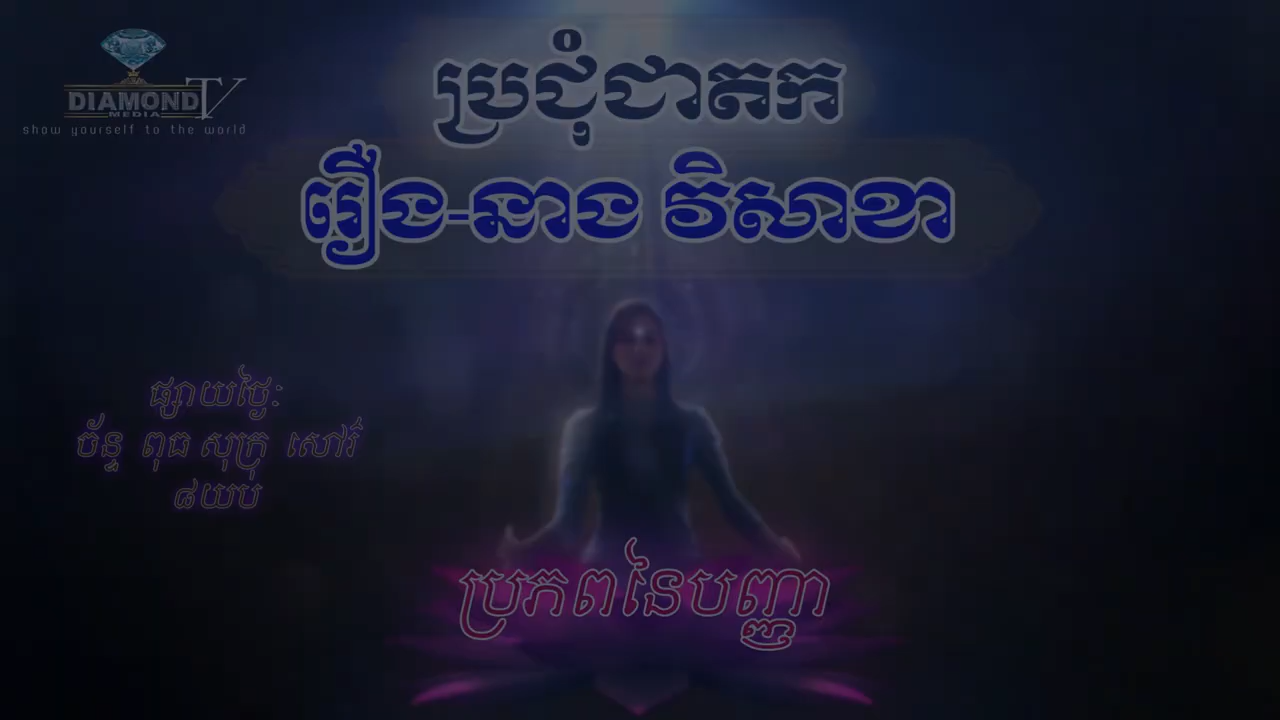 DIAMOND TV
MEDIA
show yourself to the world
ប្រជុំជាតក
រឿង-នាង វិសាខា
ផ្សាយថ្ងៃៈ
ច័ន្ទ ពុធ សុក្រ សៅរ៍
៨យប់
ប្រភពនៃបញ្ញា